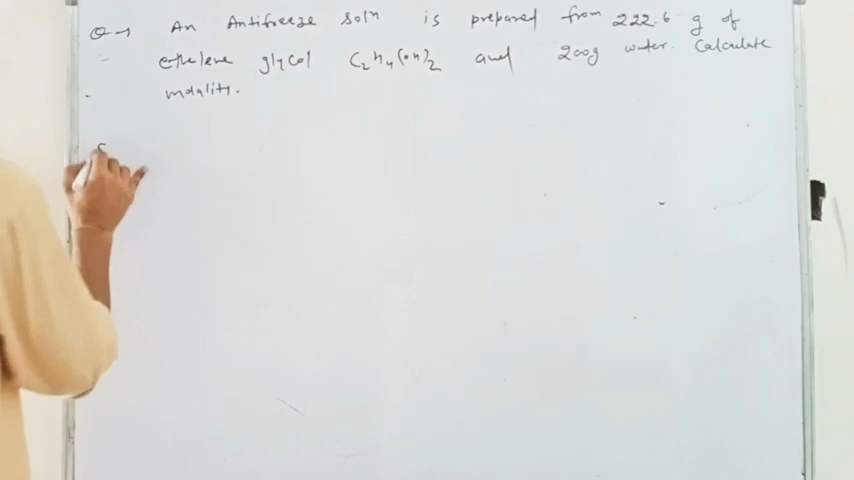 Q→ An Antifreeze solⁿ is prepared from 222.6 g of
ethylene glycol C₂H₄(OH)₂ and 200g water. Calculate
molality.
S